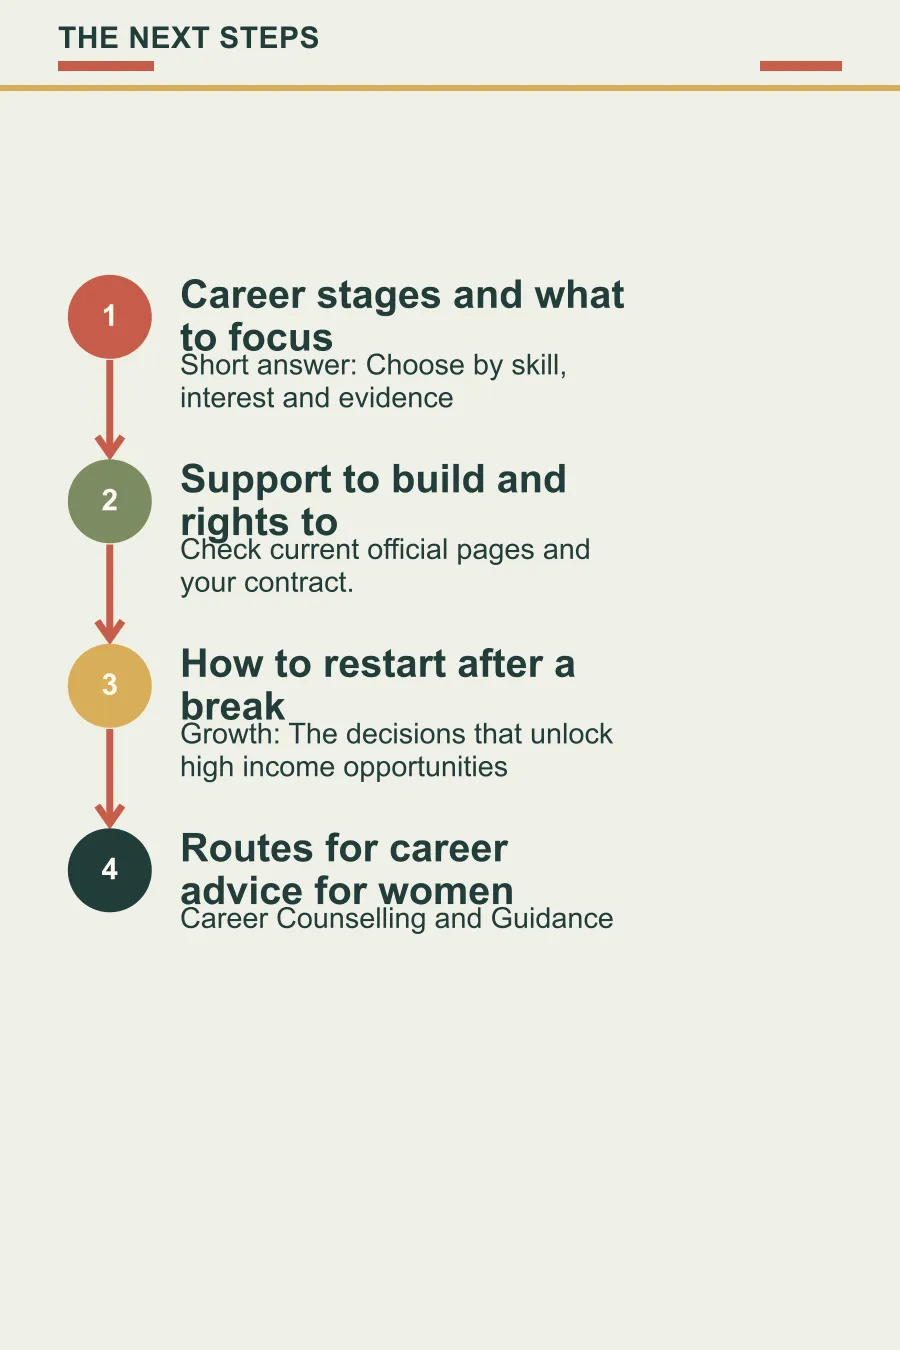 THE NEXT STEPS
1
Career stages and what
to focus
Short answer: Choose by skill,
interest and evidence
2
Support to build and
rights to
Check current official pages and
your contract.
3
How to restart after a
break
Growth: The decisions that unlock
high income opportunities
4
Routes for career
advice for women
Career Counselling and Guidance